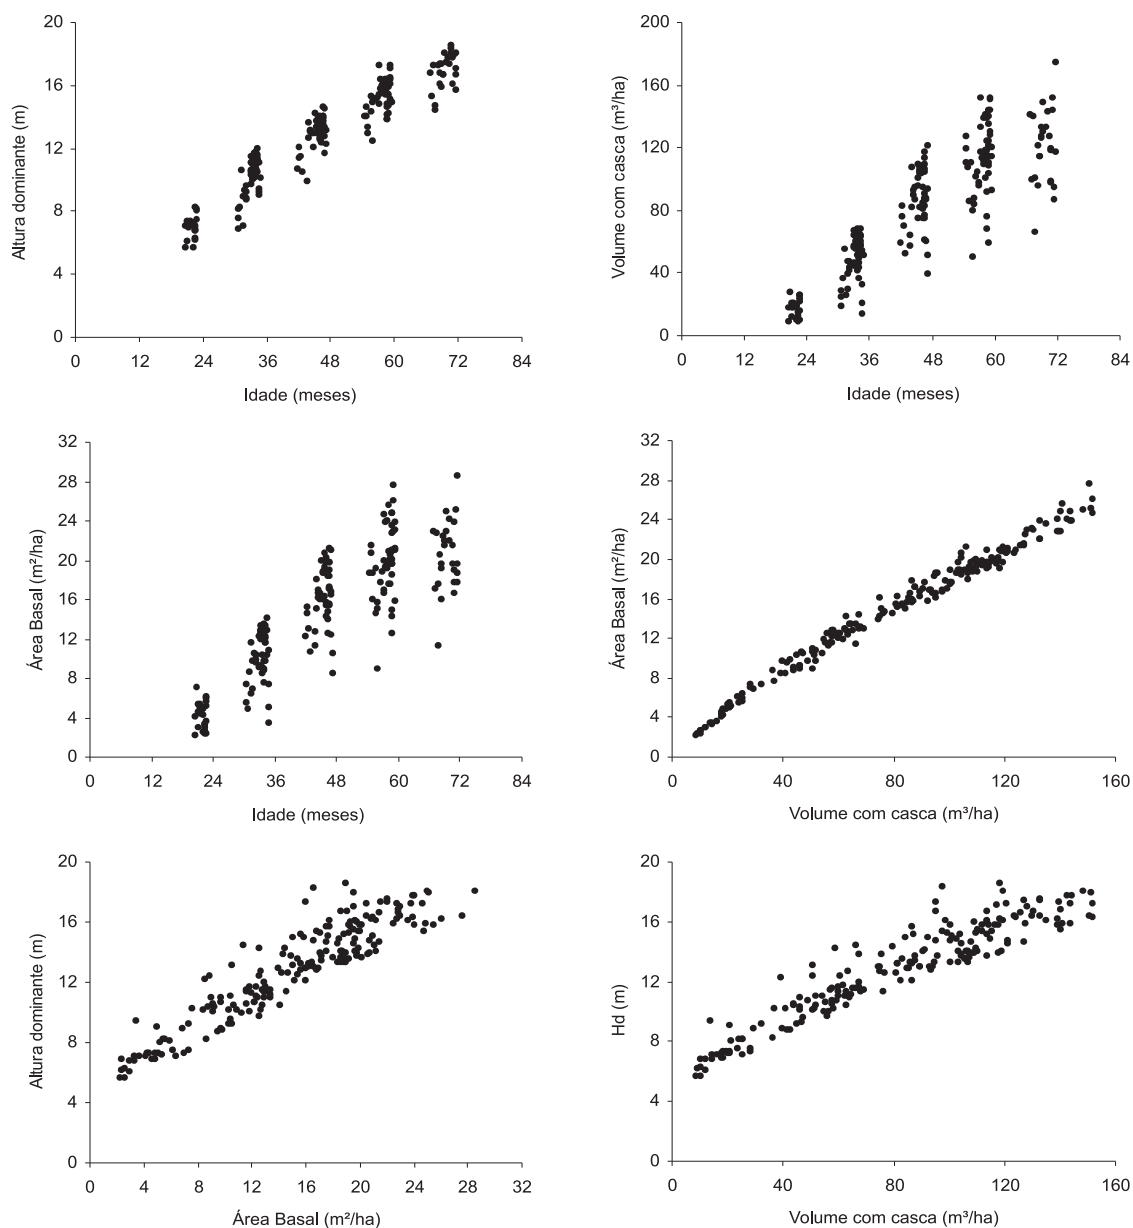 20
16
12
8
4
0
Altura dominante (m)
0 12 24 36 48 60 72 84
Idade (meses)
200
160
120
80
40
0
Volume com casca (m³/ha)
0 12 24 36 48 60 72 84
Idade (meses)
32
28
24
20
16
12
8
4
0
Área Basal (m²/ha)
0 12 24 36 48 60 72 84
Idade (meses)
32
28
24
20
16
12
8
4
0
Área Basal (m²/ha)
0 40 80 120 160
Volume com casca (m³/ha)
20
16
12
8
4
0
Altura dominante (m)
0 4 8 12 16 20 24 28 32
Área Basal (m²/ha)
20
16
12
8
4
0
Hd (m)
0 40 80 120 160
Volume com casca (m³/ha)